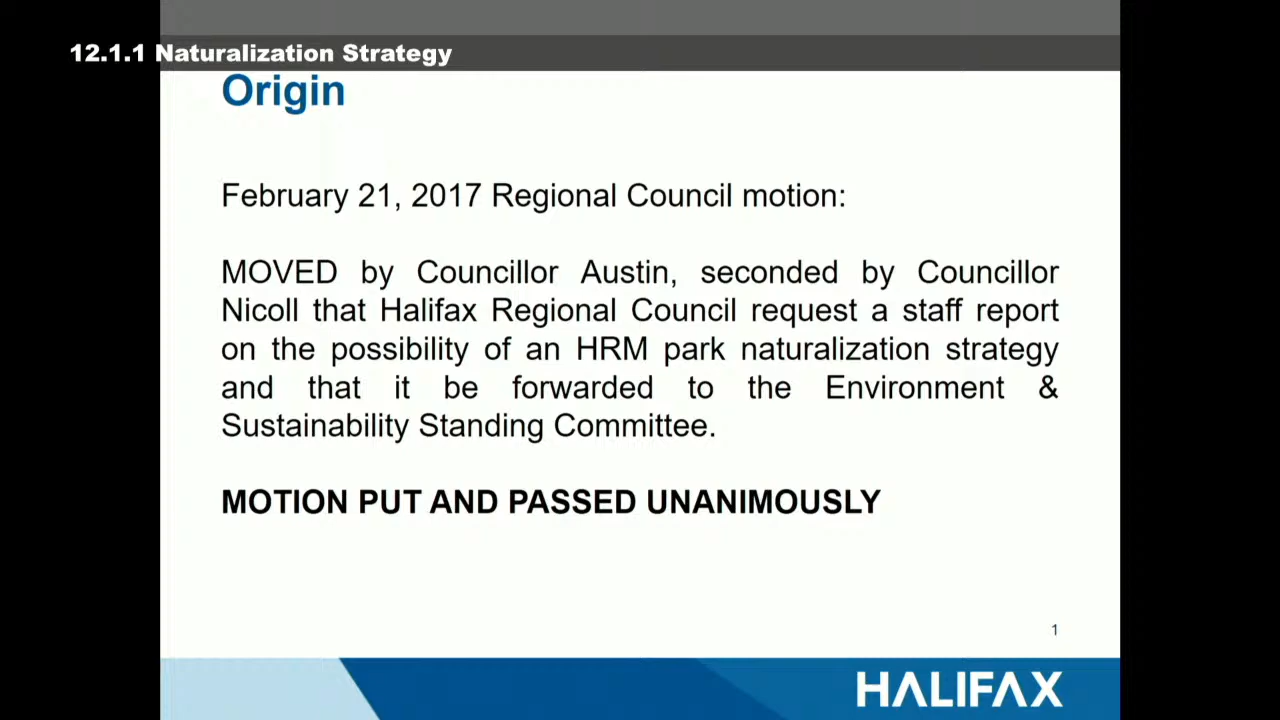 12.1.1 Naturalization Strategy
Origin
February 21, 2017 Regional Council motion:
MOVED by Councillor Austin, seconded by Councillor
Nicoll that Halifax Regional Council request a staff report
on the possibility of an HRM park naturalization strategy
and that it be forwarded to the Environment &
Sustainability Standing Committee.
MOTION PUT AND PASSED UNANIMOUSLY
1
HALIFAX